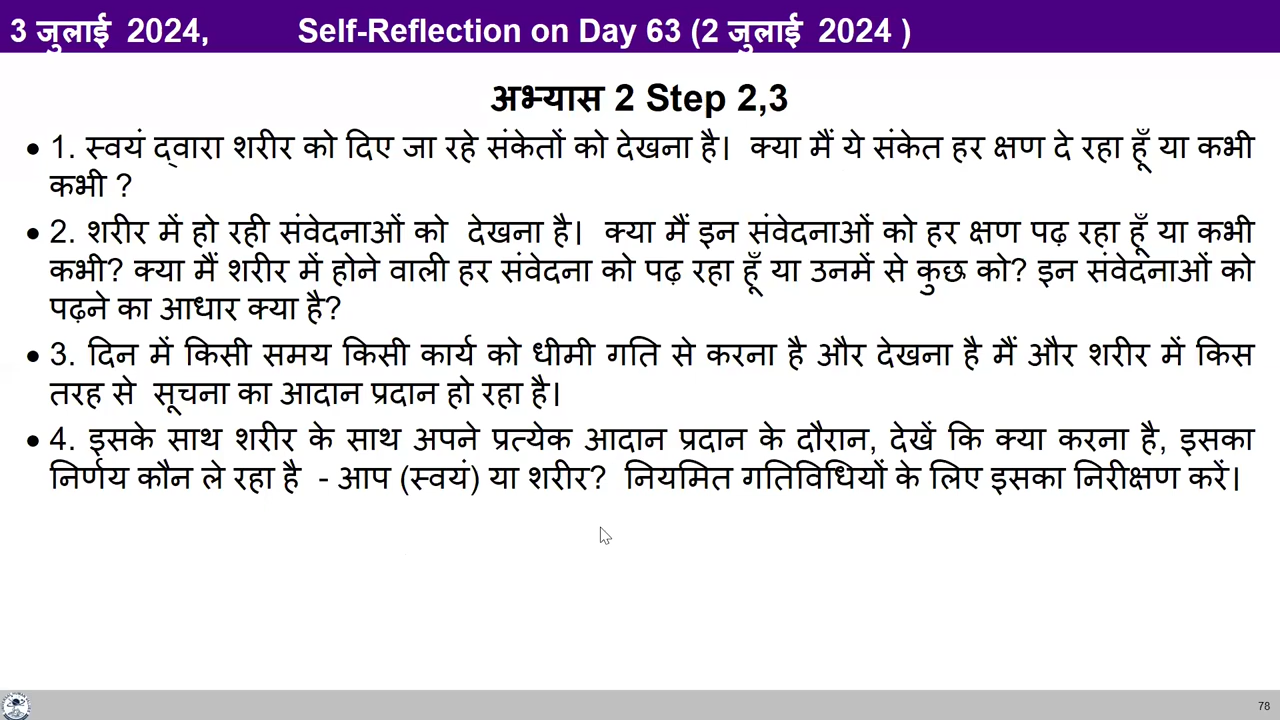 3 जुलाई 2024, Self-Reflection on Day 63 (2 जुलाई 2024 )
अभ्यास 2 Step 2,3
• 1. स्वयं द्वारा शरीर को दिए जा रहे संकेतों को देखना है। क्या मैं ये संकेत हर क्षण दे रहा हूँ या कभी
कभी ?
• 2. शरीर में हो रही संवेदनाओं को देखना है। क्या मैं इन संवेदनाओं को हर क्षण पढ़ रहा हूँ या कभी
कभी? क्या मैं शरीर में होने वाली हर संवेदना को पढ़ रहा हूँ या उनमें से कुछ को? इन संवेदनाओं को
पढ़ने का आधार क्या है?
• 3. दिन में किसी समय किसी कार्य को धीमी गति से करना है और देखना है मैं और शरीर में किस
तरह से सूचना का आदान प्रदान हो रहा है।
• 4. इसके साथ शरीर के साथ अपने प्रत्येक आदान प्रदान के दौरान, देखें कि क्या करना है, इसका
निर्णय कौन ले रहा है - आप (स्वयं) या शरीर? नियमित गतिविधियों के लिए इसका निरीक्षण करें।
78